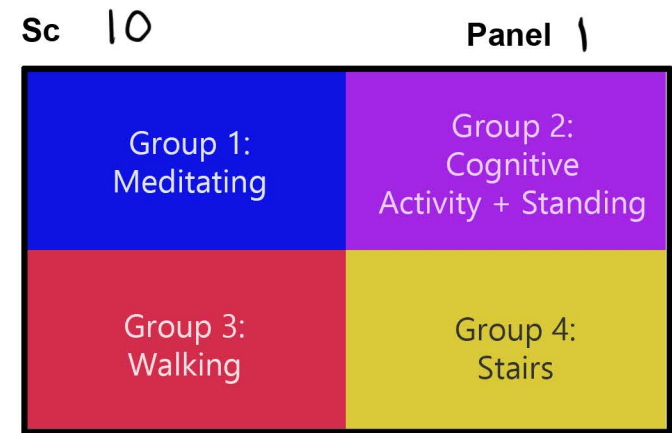 Sc 10
Panel 1
Group 1:
Meditating
Group 2:
Cognitive
Activity + Standing
Group 3:
Walking
Group 4:
Stairs